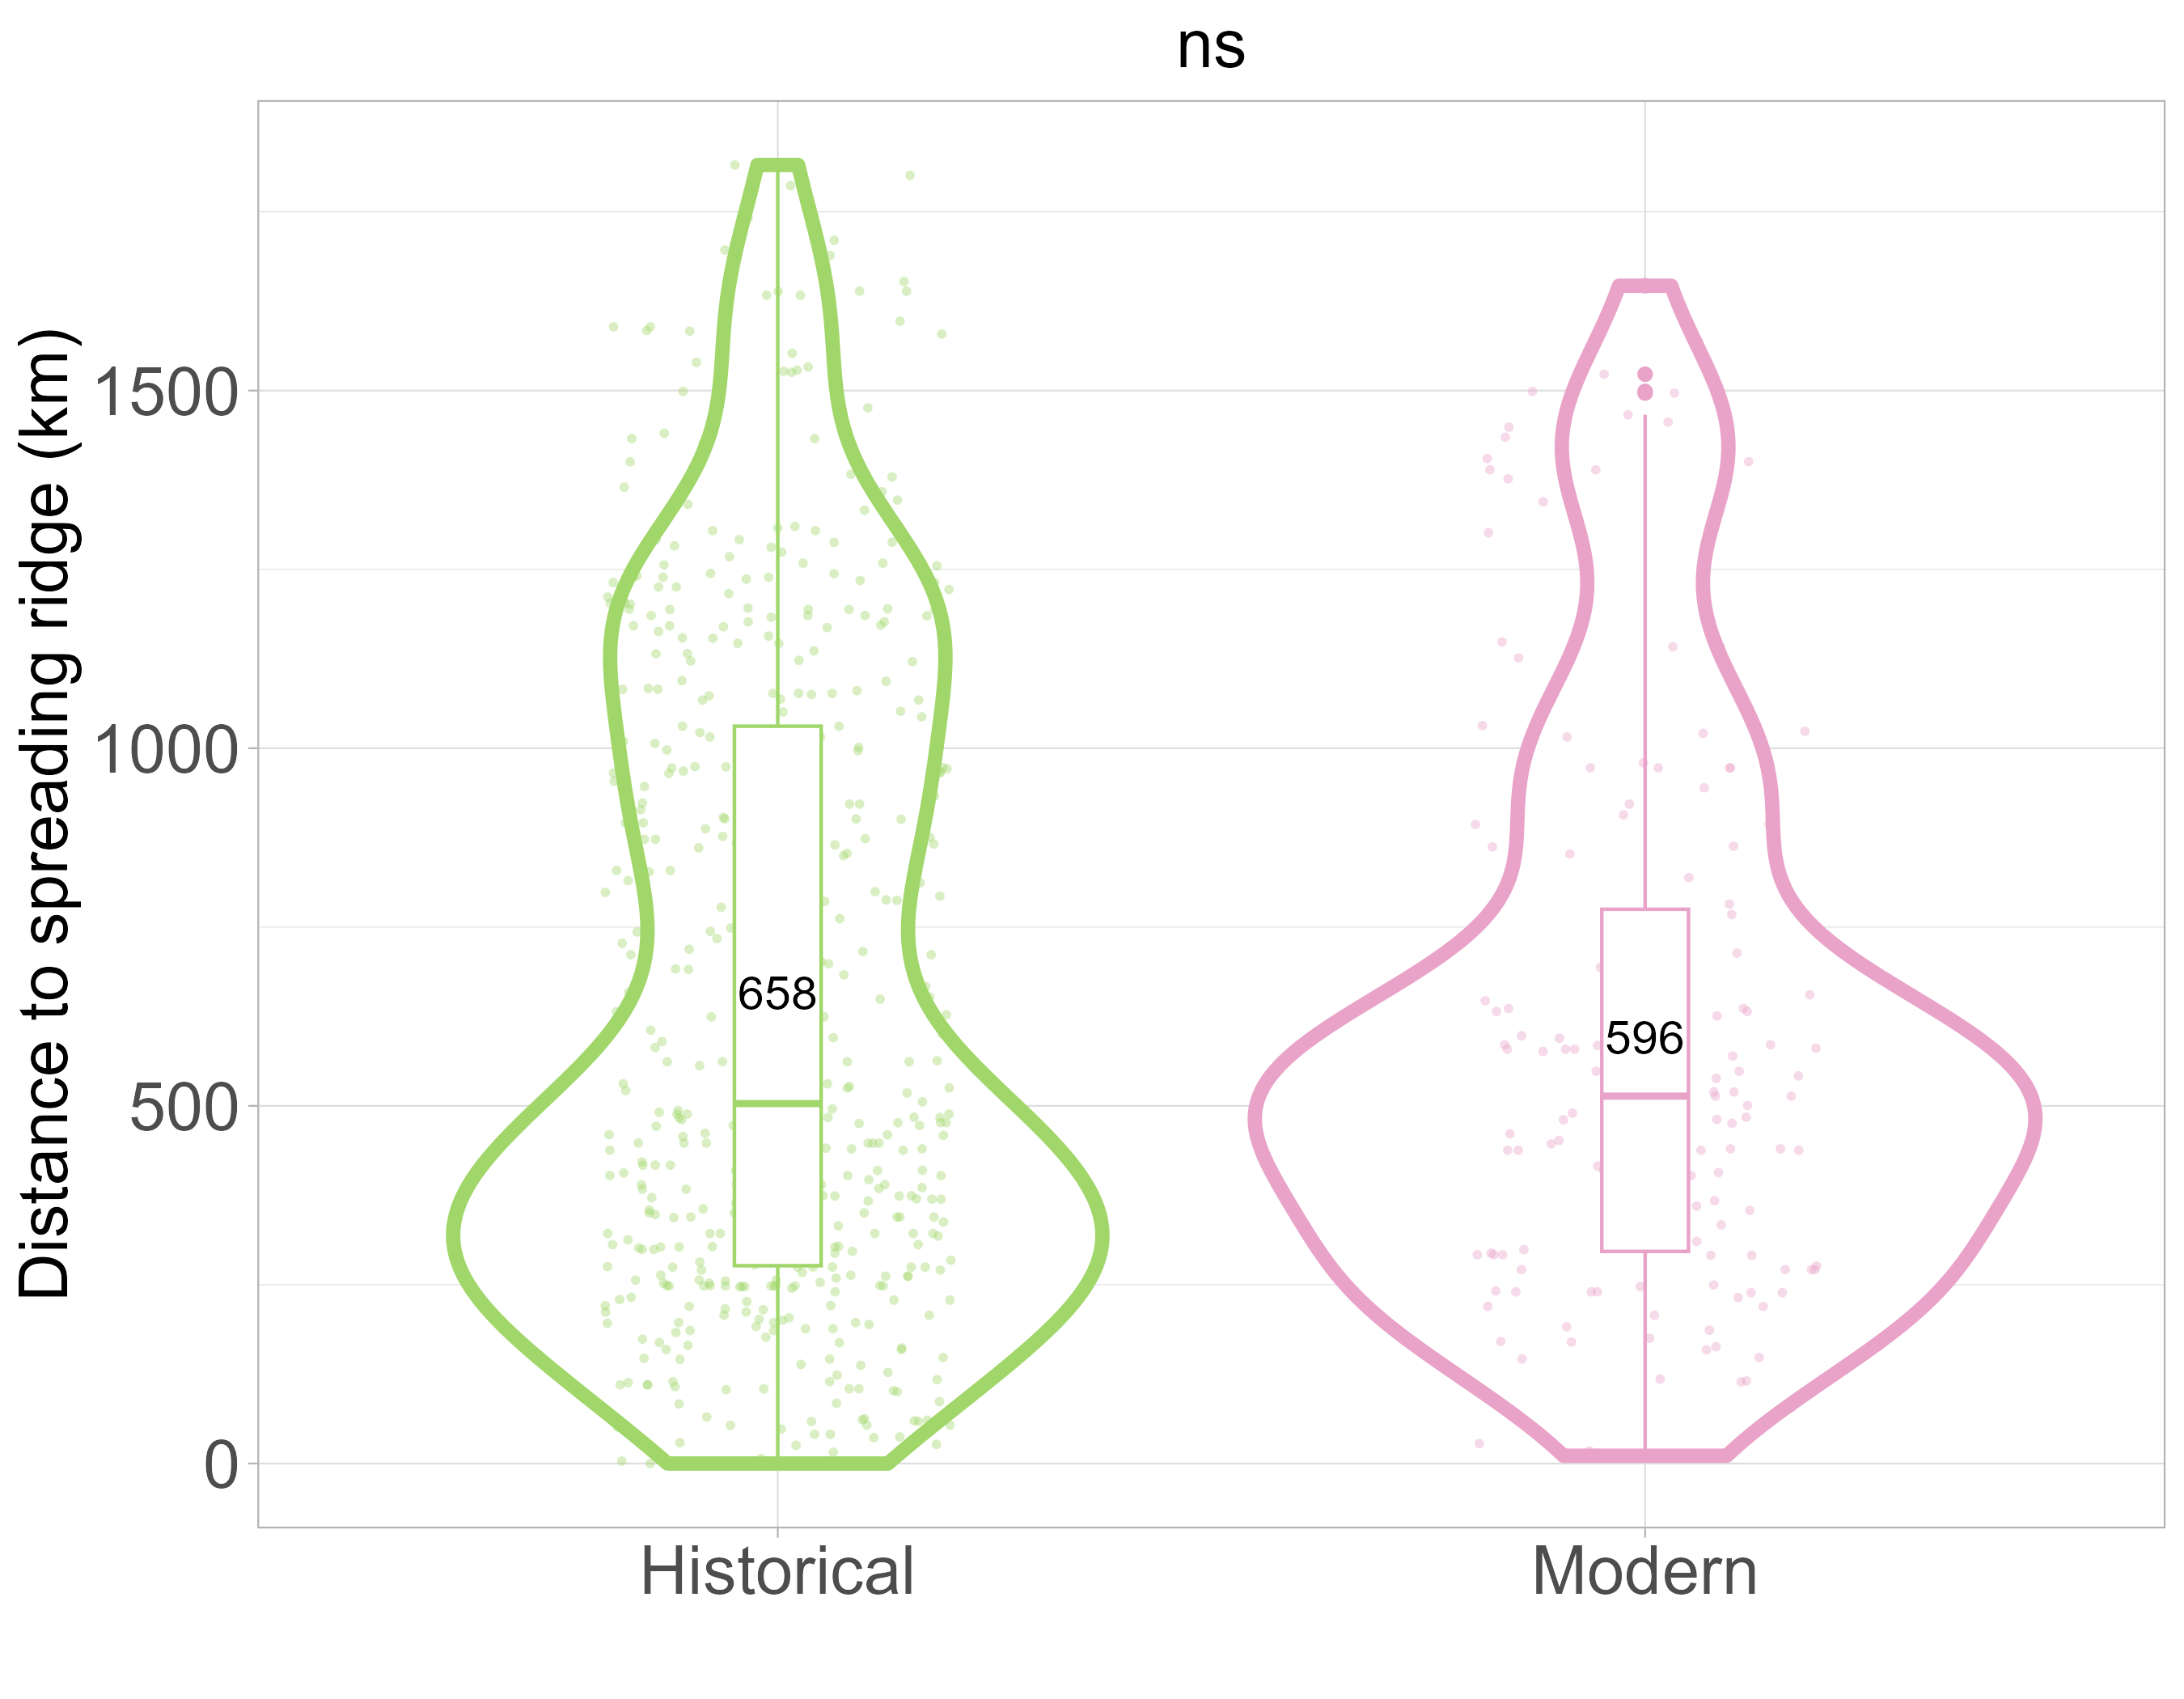 ns
Distance to spreading ridge (km)
1500
1000
500
0
658
596
Historical
Modern